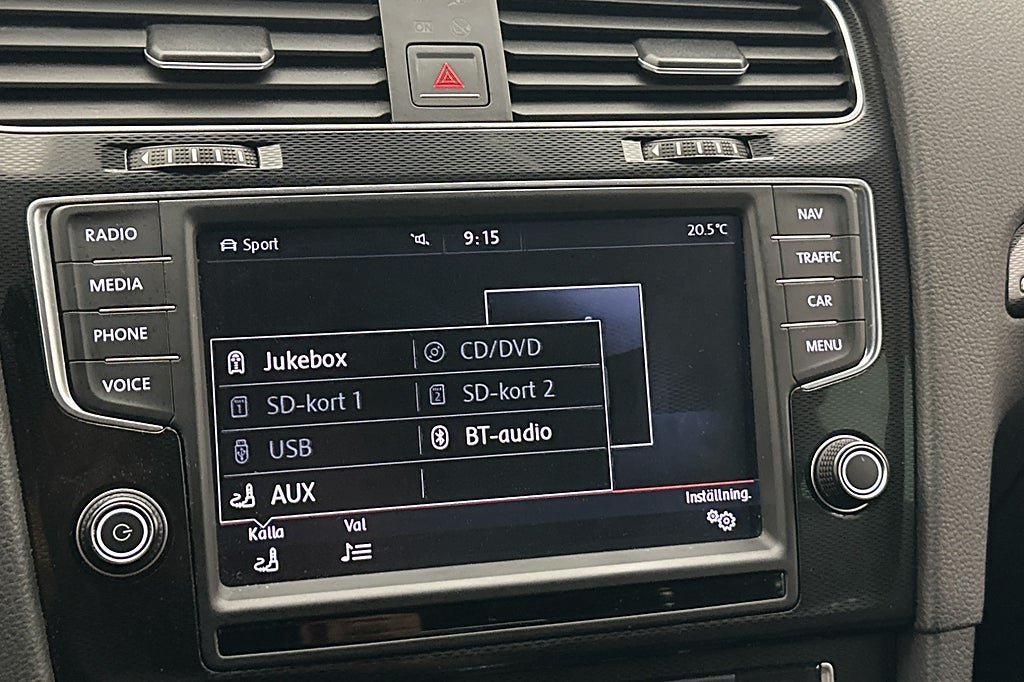 ON
RADIO
MEDIA
PHONE
VOICE
Sport 9:15 20.5°C
Jukebox CD/DVD
SD-kort 1 SD-kort 2
USB BT-audio
AUX
Källa Val Inställning.
NAV
TRAFFIC
CAR
MENU